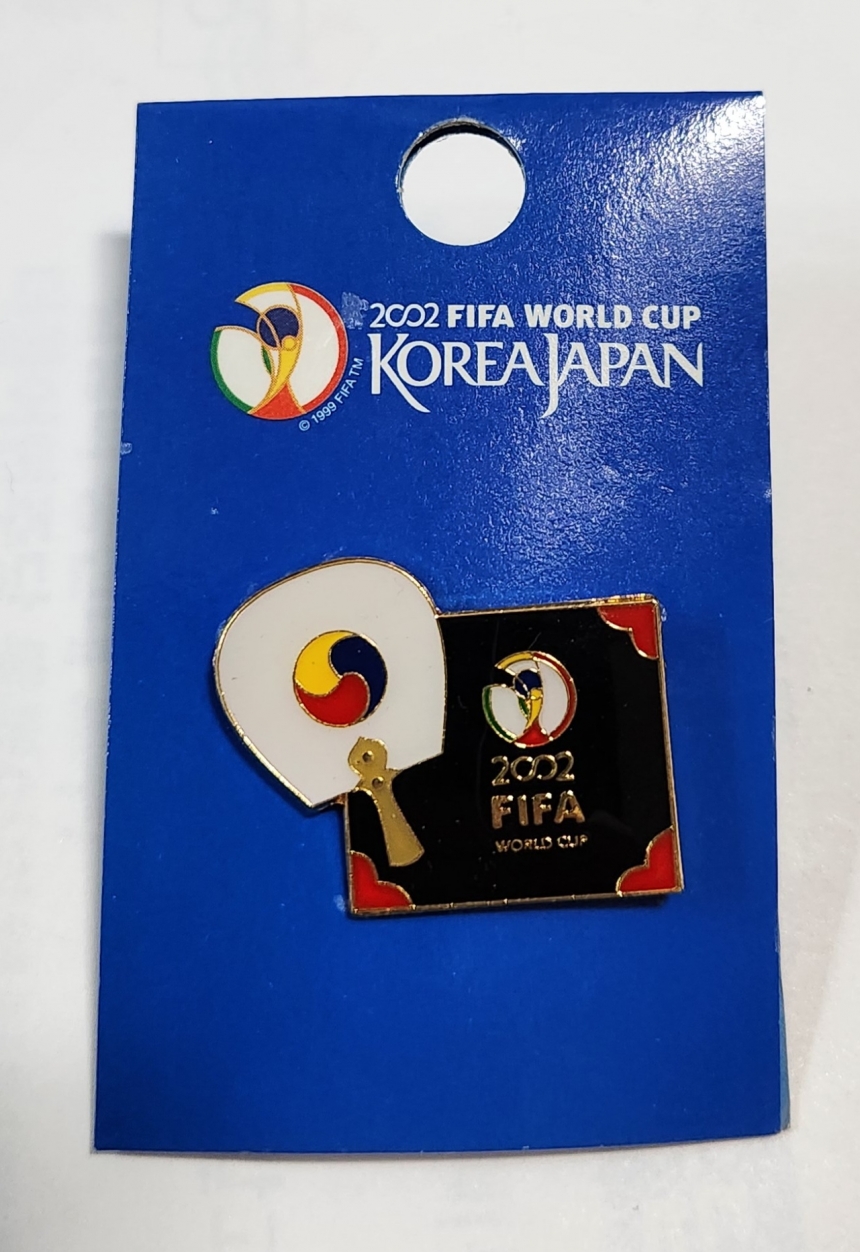 2002 FIFA WORLD CUP
KOREA JAPAN
© 1999 FIFA TM
2002
FIFA
WORLD CUP